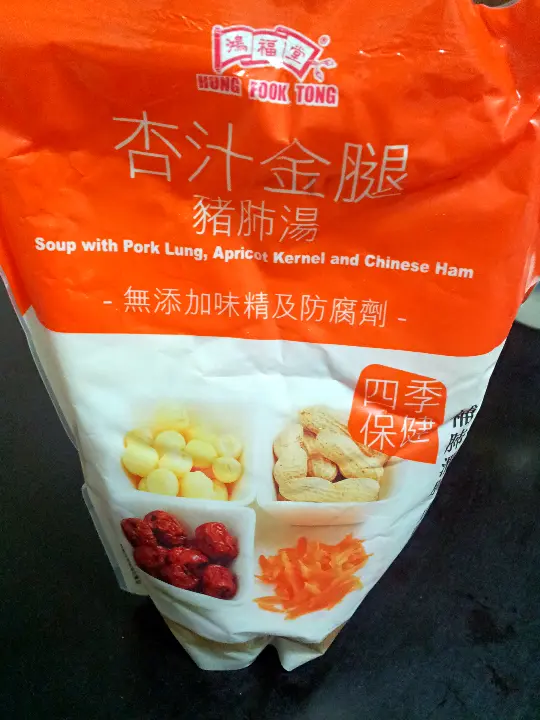 鴻福堂
HUNG FOOK TONG
杏汁金腿
豬肺湯
Soup with Pork Lung, Apricot Kernel and Chinese Ham
- 無添加味精及防腐劑 -
四季
保健